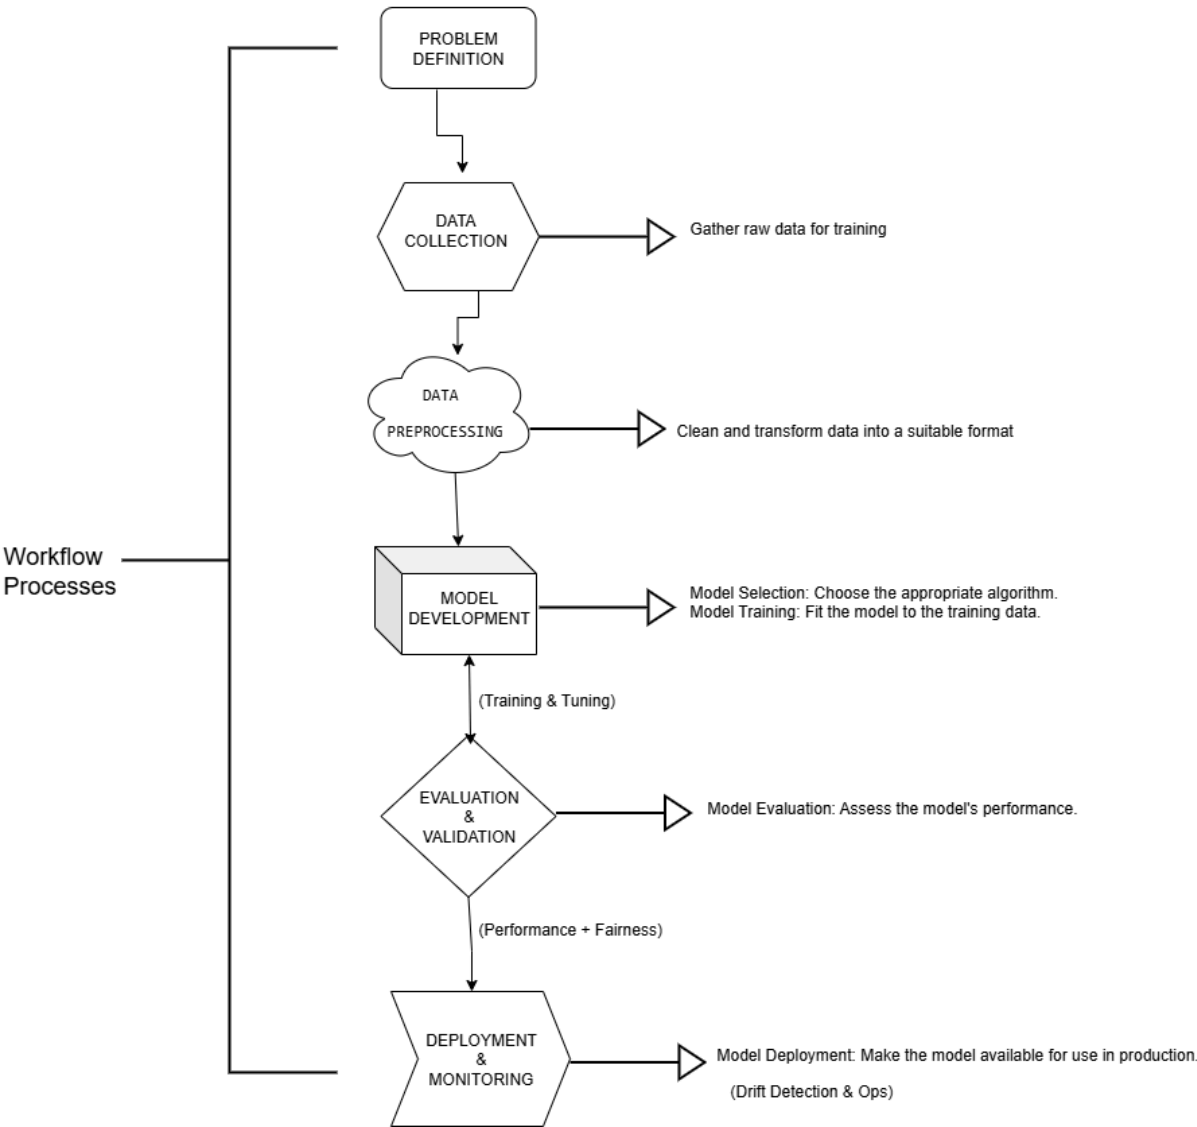 PROBLEM
DEFINITION
DATA
COLLECTION
Gather raw data for training
DATA
PREPROCESSING
Clean and transform data into a suitable format
Workflow
Processes
MODEL
DEVELOPMENT
Model Selection: Choose the appropriate algorithm.
Model Training: Fit the model to the training data.
(Training & Tuning)
EVALUATION
&
VALIDATION
Model Evaluation: Assess the model's performance.
(Performance + Fairness)
DEPLOYMENT
&
MONITORING
Model Deployment: Make the model available for use in production.
(Drift Detection & Ops)